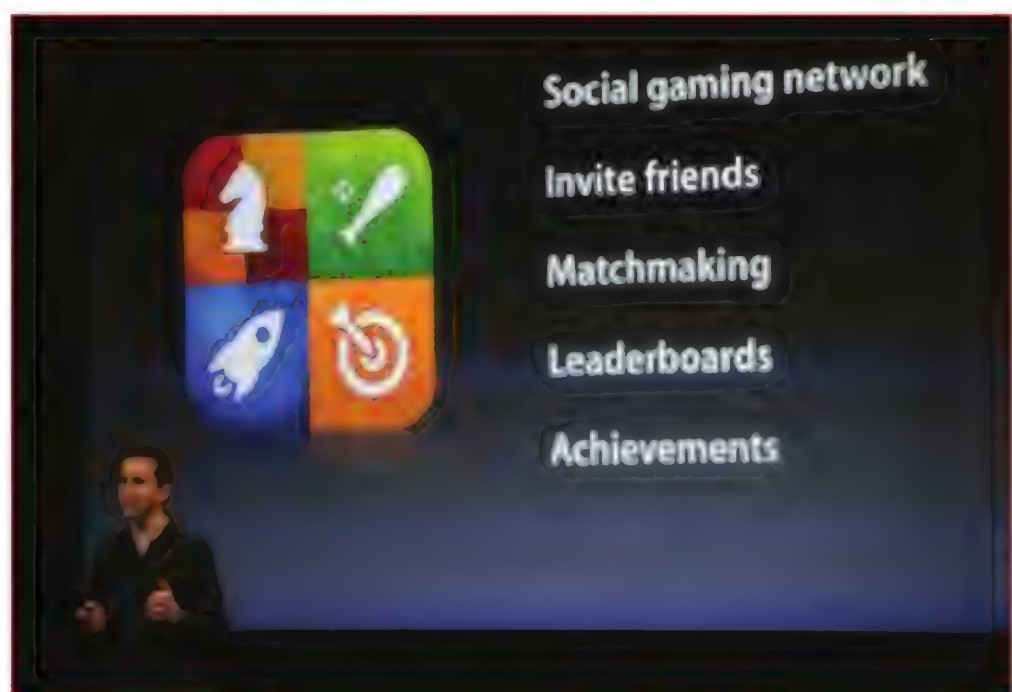 Social gaming network
Invite friends
Matchmaking
Leaderboards
Achievements